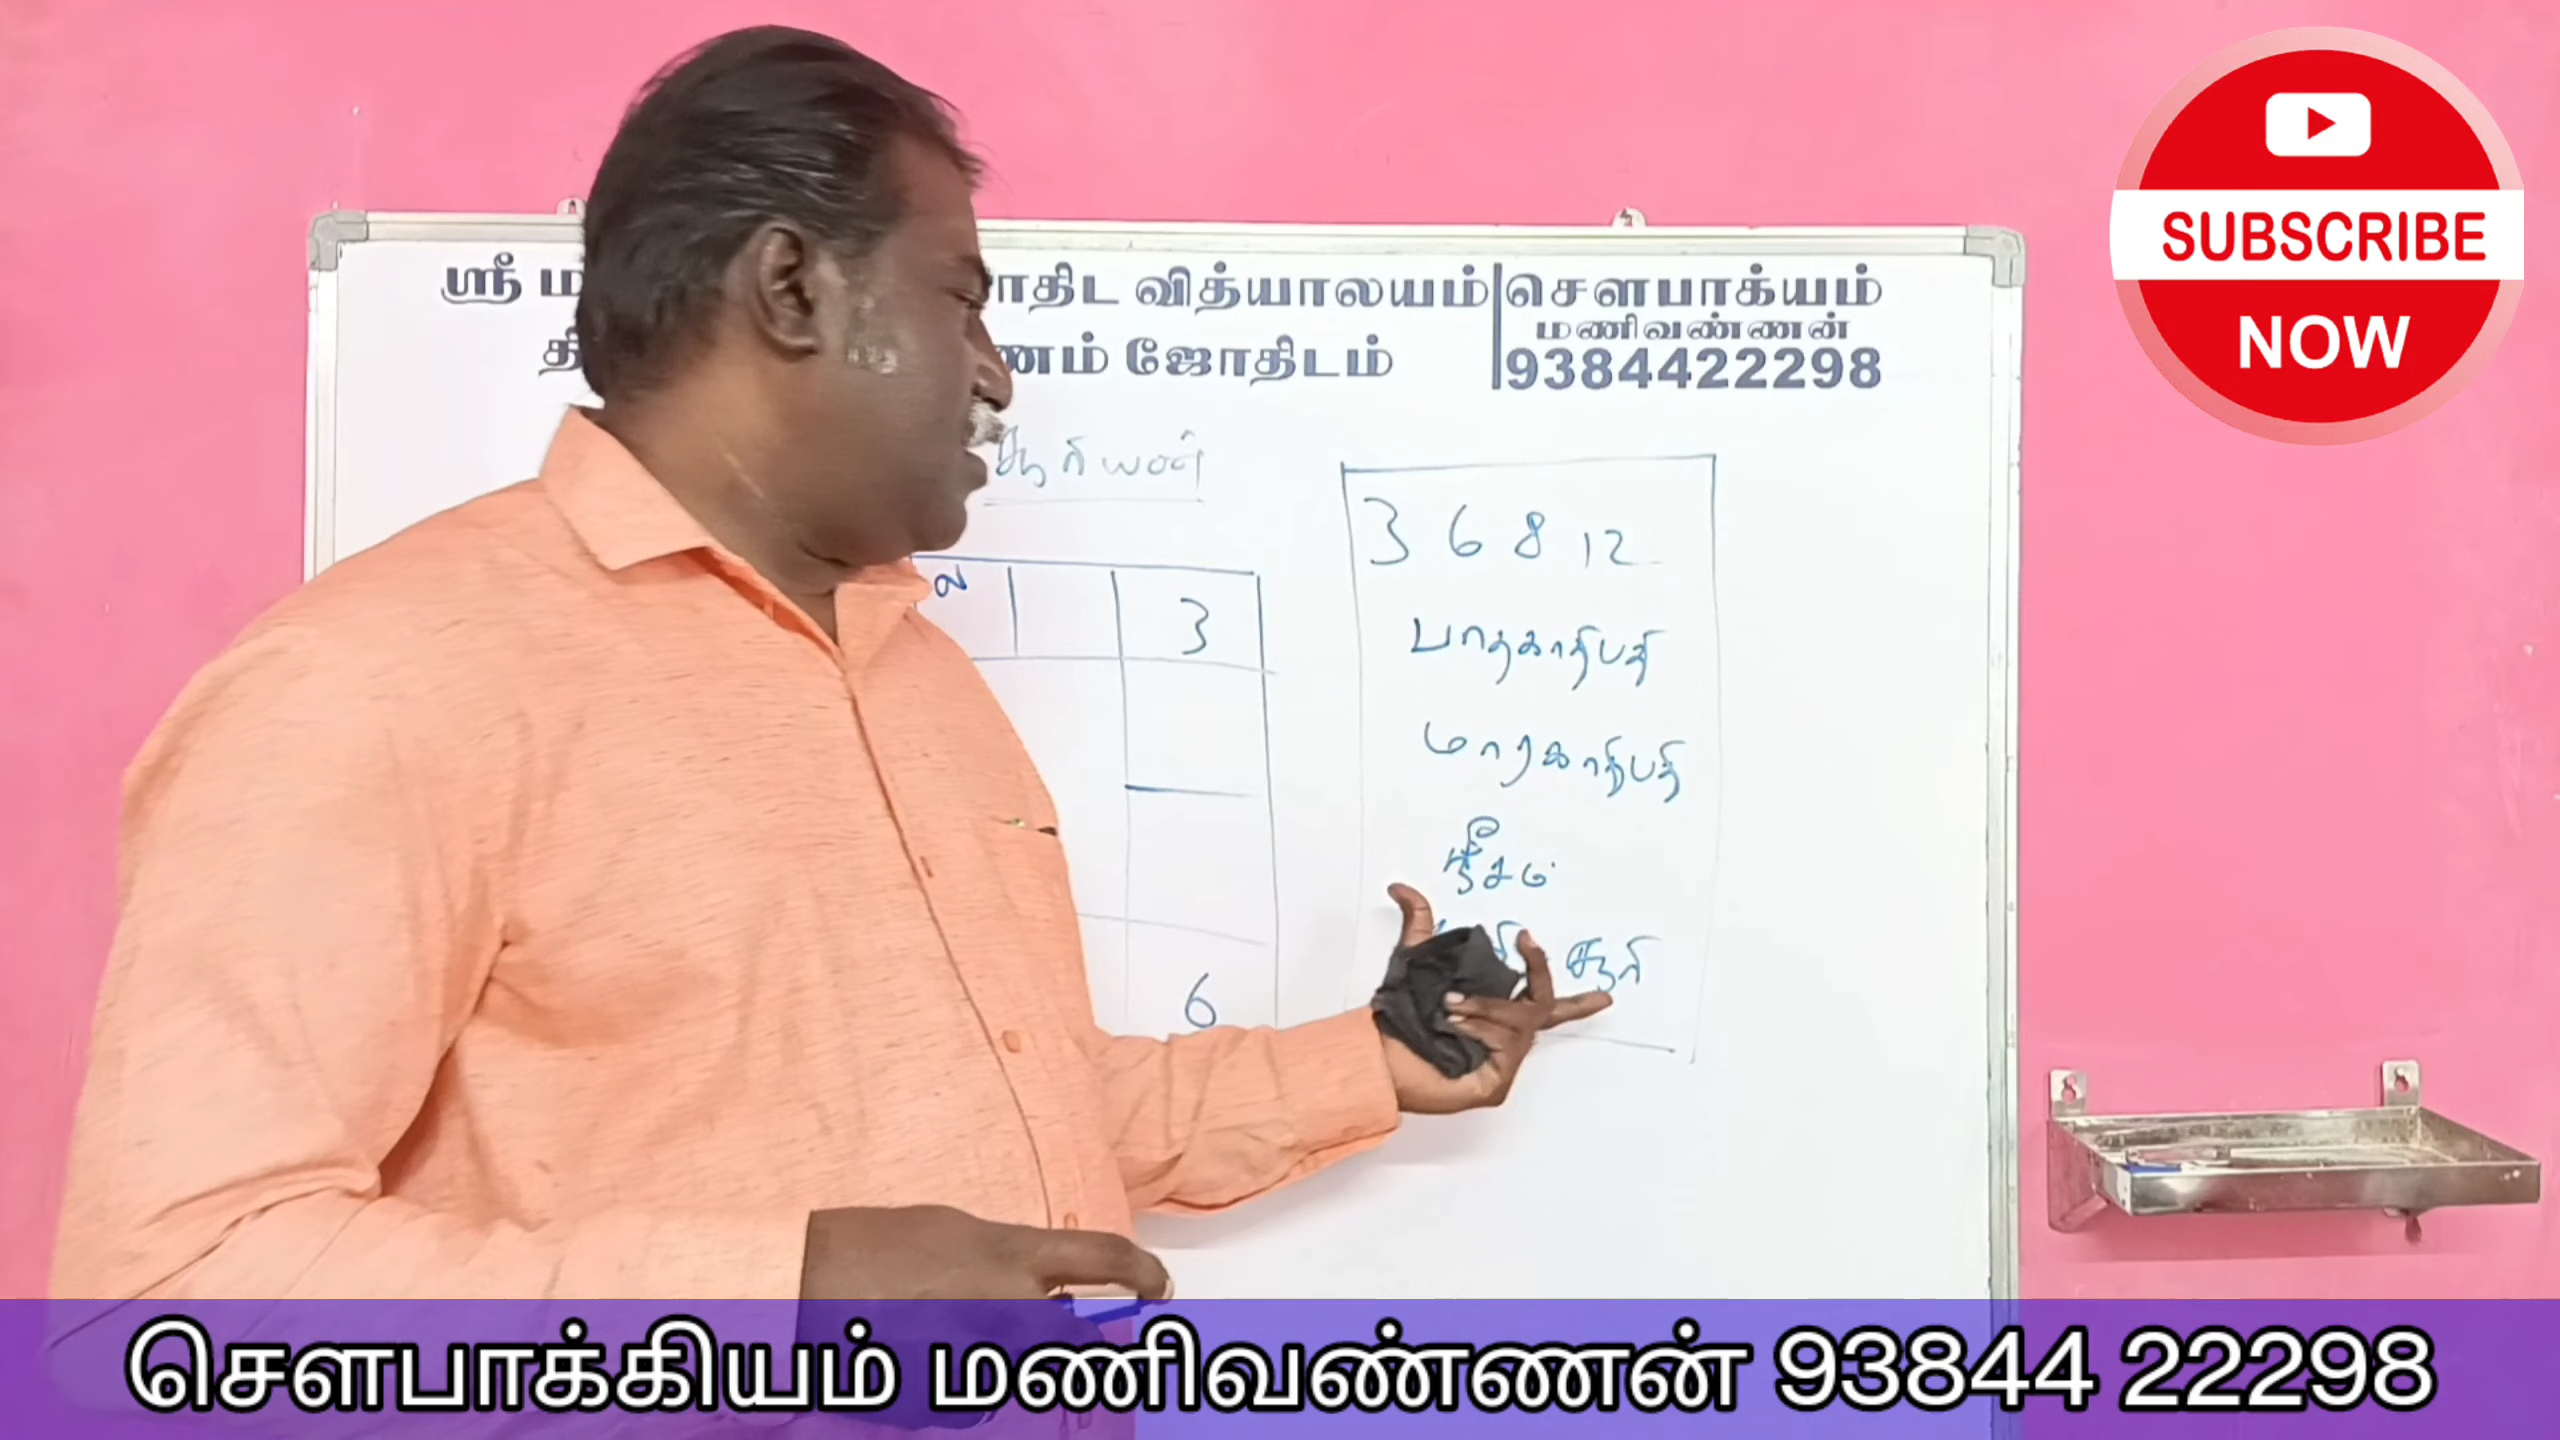 ஸ்ரீ ம ாதிட வித்யாலயம்
தி ணம் ஜோதிடம்
சௌபாக்யம்
மணிவண்ணன்
9384422298
சூரியன்
ல 3
6
3 6 8 12
பாதகாதிபதி
மாரகாதிபதி
நீசம்
சூரி
SUBSCRIBE
NOW
சௌபாக்கியம் மணிவண்ணன் 93844 22298